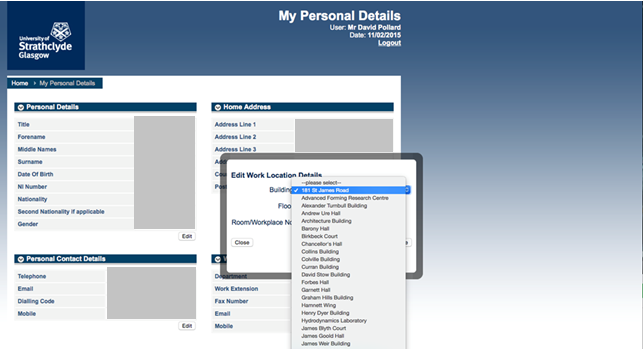 My Personal Details
User: Mr David Pollard
Date: 11/02/2015
Logout
University of
Strathclyde
Glasgow
Home My Personal Details
Personal Details
Title
Forename
Middle Names
Surname
Date Of Birth
NI Number
Nationality
Second Nationality if applicable
Gender
Edit
Home Address
Address Line 1
Address Line 2
Address Line 3
Edit Work Location Details
Building
Floo
Room/Workplace No
Close
--please select--
✓ 181 St James Road
Advanced Forming Research Centre
Alexander Turnbull Building
Andrew Ure Hall
Architecture Building
Barony Hall
Birkbeck Court
Chancellor's Hall
Collins Building
Colville Building
Curran Building
David Stow Building
Forbes Hall
Garnett Hall
Graham Hills Building
Hamnett Wing
Henry Dyer Building
Hydrodynamics Laboratory
James Blyth Court
James Goold Hall
James Weir Building
Personal Contact Details
Telephone
Email
Dialling Code
Mobile
Edit
Department
Work Extension
Fax Number
Email
Mobile